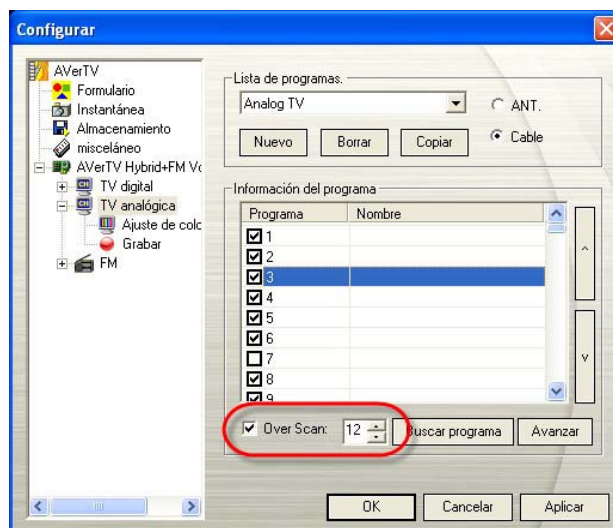 Configurar
AVerTV
Formulario
Instantánea
Almacenamiento
misceláneo
AVerTV Hybrid+FM
TV digital
TV analógica
Ajuste de
Grabar
FM
Lista de programas.
Analog TV
ANT.
Cable
Nuevo
Borrar
Copiar
Información del programa
Programa Nombre
1
2
3
4
5
6
7
8
9
Over Scan: 12
Buscar programa
Avanzar
OK
Cancelar
Aplicar